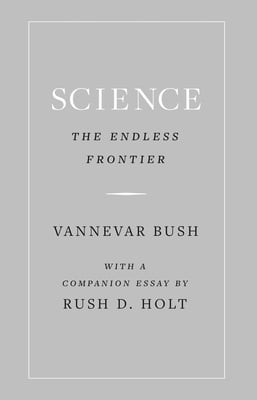 SCIENCE
THE ENDLESS
FRONTIER
VANNEVAR BUSH
WITH A
COMPANION ESSAY BY
RUSH D. HOLT